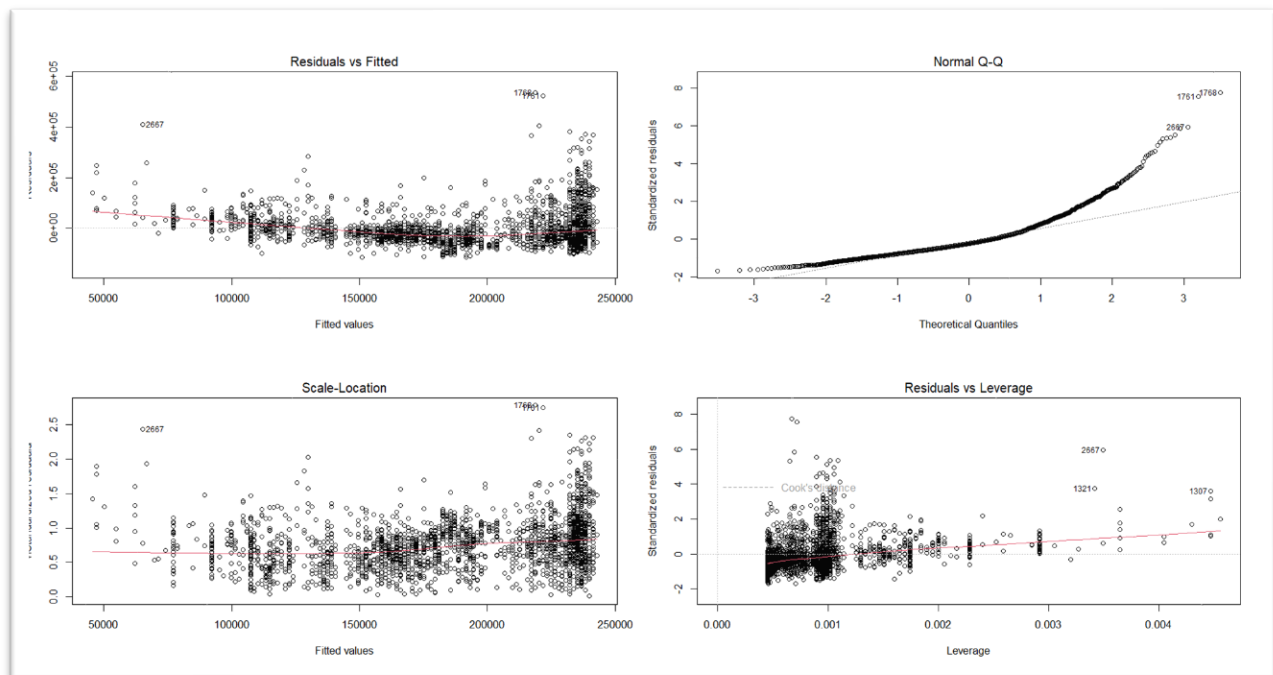 Residuals vs Fitted
6e+05
4e+05
2e+05
0e+00
2667
1768
1751
50000 100000 150000 200000 250000
Fitted values
Normal Q-Q
Standardized residuals
8
6
4
2
0
-2
1751
1768
2667
-3 -2 -1 0 1 2 3
Theoretical Quantiles
Scale-Location
2.5
2.0
1.5
1.0
0.5
0.0
2667
1768
1751
50000 100000 150000 200000 250000
Fitted values
Residuals vs Leverage
Standardized residuals
8
6
4
2
0
-2
2667
1321
1307
Cook's distance
0.000 0.001 0.002 0.003 0.004
Leverage